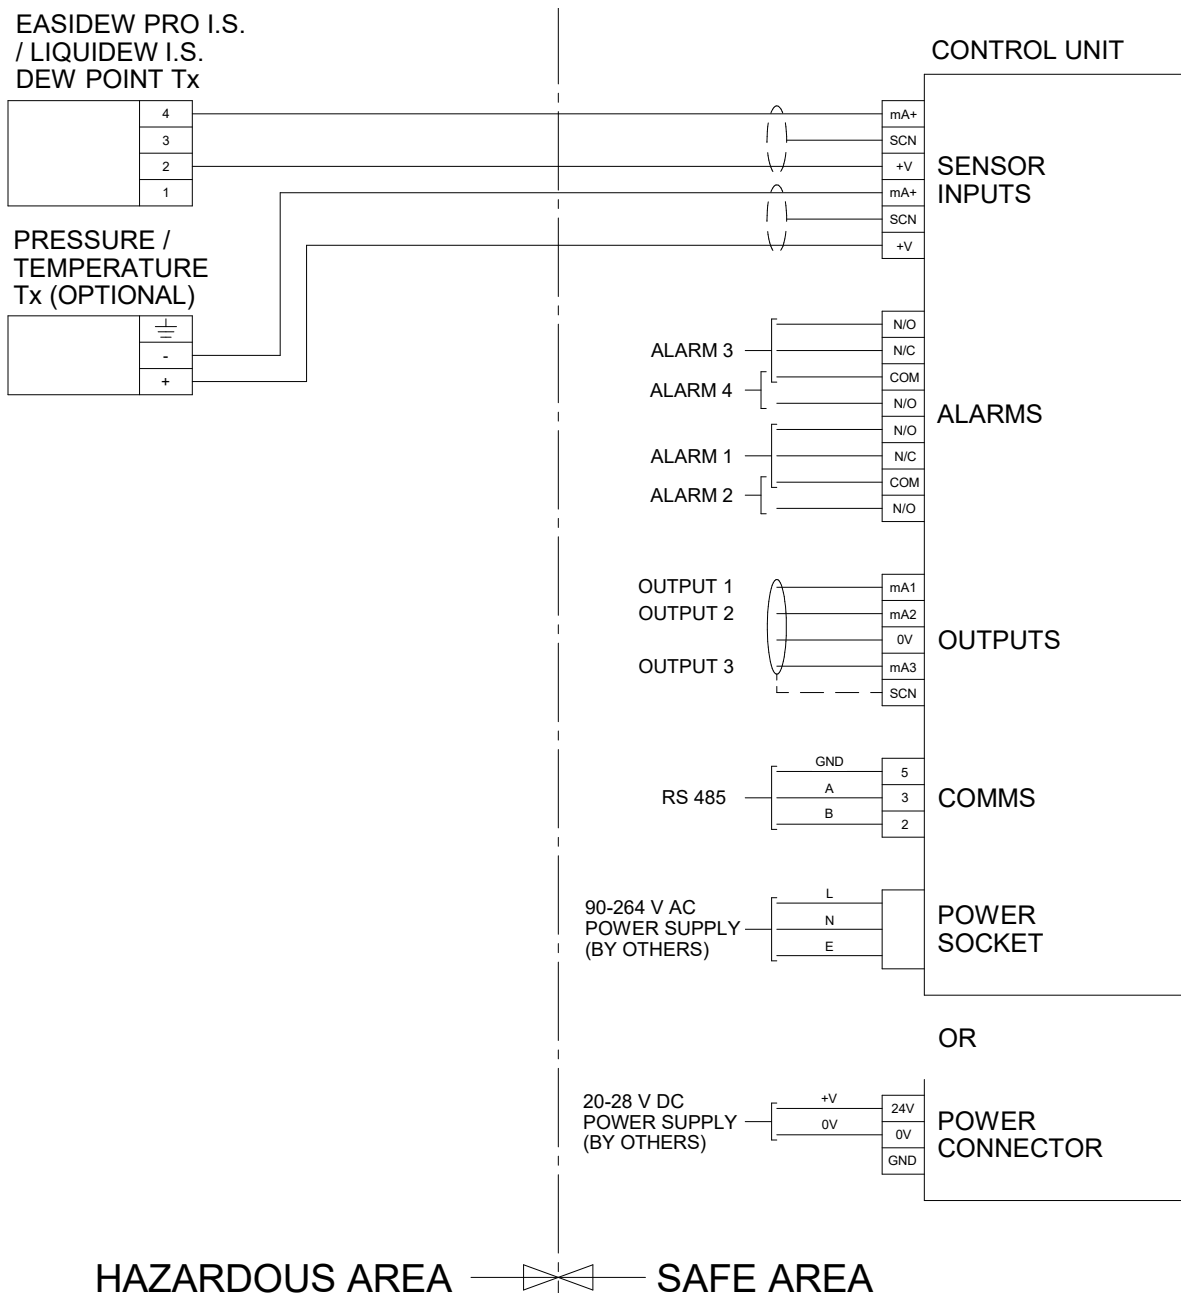 EASIDEW PRO I.S.
/ LIQUIDEW I.S.
DEW POINT Tx
4
3
2
1
PRESSURE /
TEMPERATURE
Tx (OPTIONAL)
-
+
CONTROL UNIT
mA+
SCN
+V
mA+
SCN
+V
SENSOR
INPUTS
ALARM 3
ALARM 4
ALARM 1
ALARM 2
N/O
N/C
COM
N/O
N/O
N/C
COM
N/O
ALARMS
OUTPUT 1
OUTPUT 2
OUTPUT 3
mA1
mA2
0V
mA3
SCN
OUTPUTS
RS 485
GND
A
B
5
3
2
COMMS
90-264 V AC
POWER SUPPLY
(BY OTHERS)
L
N
E
POWER
SOCKET
OR
20-28 V DC
POWER SUPPLY
(BY OTHERS)
+V
0V
24V
0V
GND
POWER
CONNECTOR
HAZARDOUS AREA
SAFE AREA